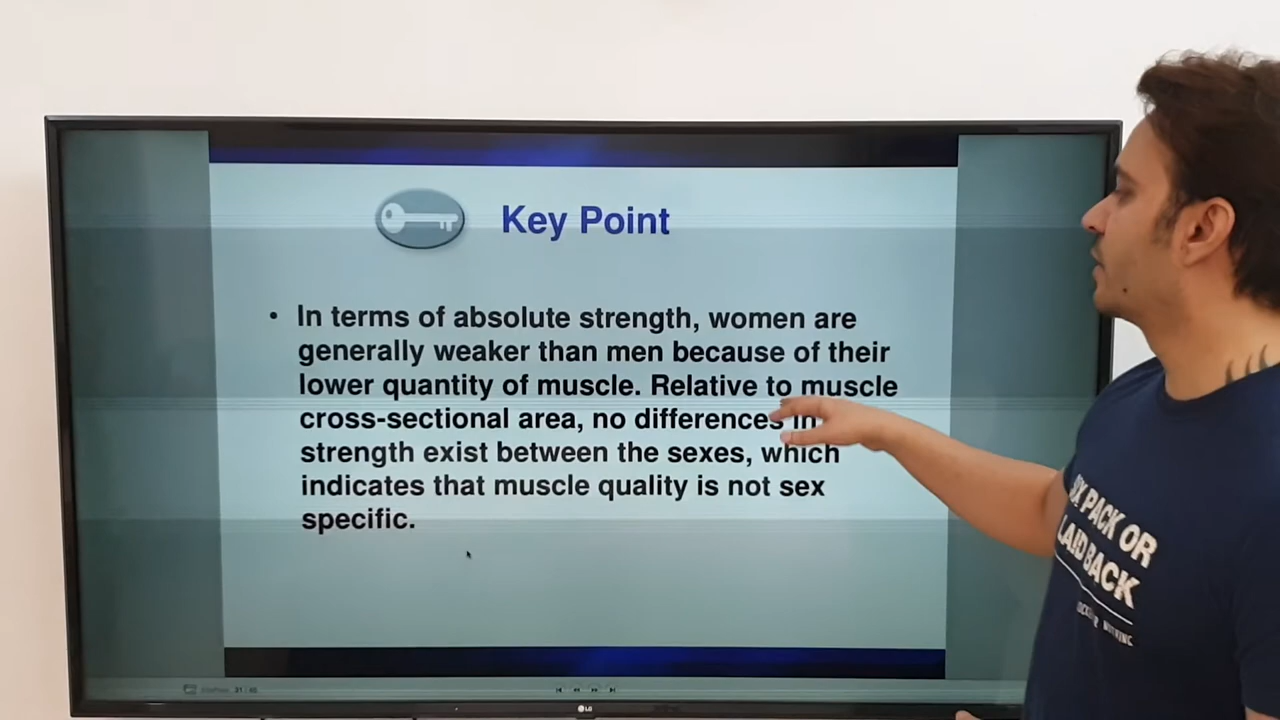 Key Point
• In terms of absolute strength, women are
generally weaker than men because of their
lower quantity of muscle. Relative to muscle
cross-sectional area, no differences in
strength exist between the sexes, which
indicates that muscle quality is not sex
specific.
SIX PACK OR
LAID BACK
LG